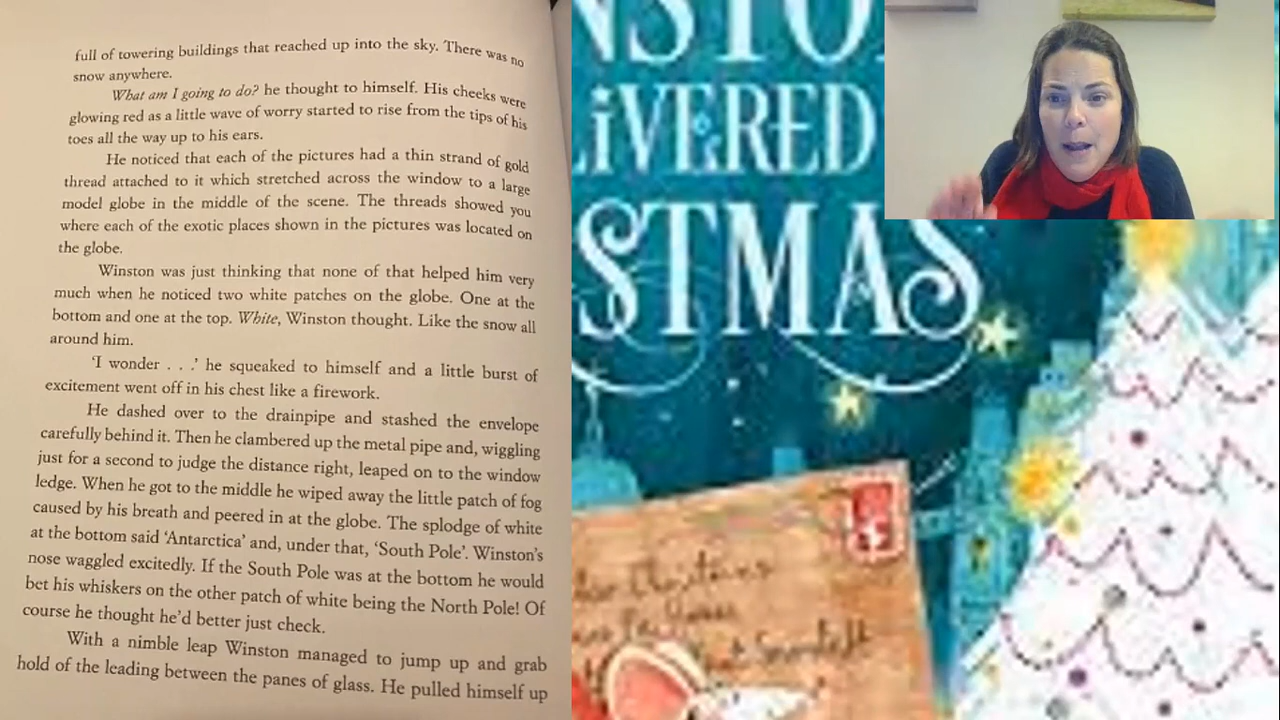 full of towering buildings that reached up into the sky. There was no
snow anywhere.
What am I going to do? he thought to himself. His cheeks were
glowing red as a little wave of worry started to rise from the tips of his
toes all the way up to his ears.
He noticed that each of the pictures had a thin strand of gold
thread attached to it which stretched across the window to a large
model globe in the middle of the scene. The threads showed you
where each of the exotic places shown in the pictures was located on
the globe.
Winston was just thinking that none of that helped him very
much when he noticed two white patches on the globe. One at the
bottom and one at the top. White, Winston thought. Like the snow all
around him.
‘I wonder . . .’ he squeaked to himself and a little burst of
excitement went off in his chest like a firework.
He dashed over to the drainpipe and stashed the envelope
carefully behind it. Then he clambered up the metal pipe and, wiggling
just for a second to judge the distance right, leaped on to the window
ledge. When he got to the middle he wiped away the little patch of fog
caused by his breath and peered in at the globe. The splodge of white
at the bottom said ‘Antarctica’ and, under that, ‘South Pole’. Winston’s
nose waggled excitedly. If the South Pole was at the bottom he would
bet his whiskers on the other patch of white being the North Pole! Of
course he thought he’d better just check.
With a nimble leap Winston managed to jump up and grab
hold of the leading between the panes of glass. He pulled himself up
NSTO
LiVERED
STMAS
Christmas